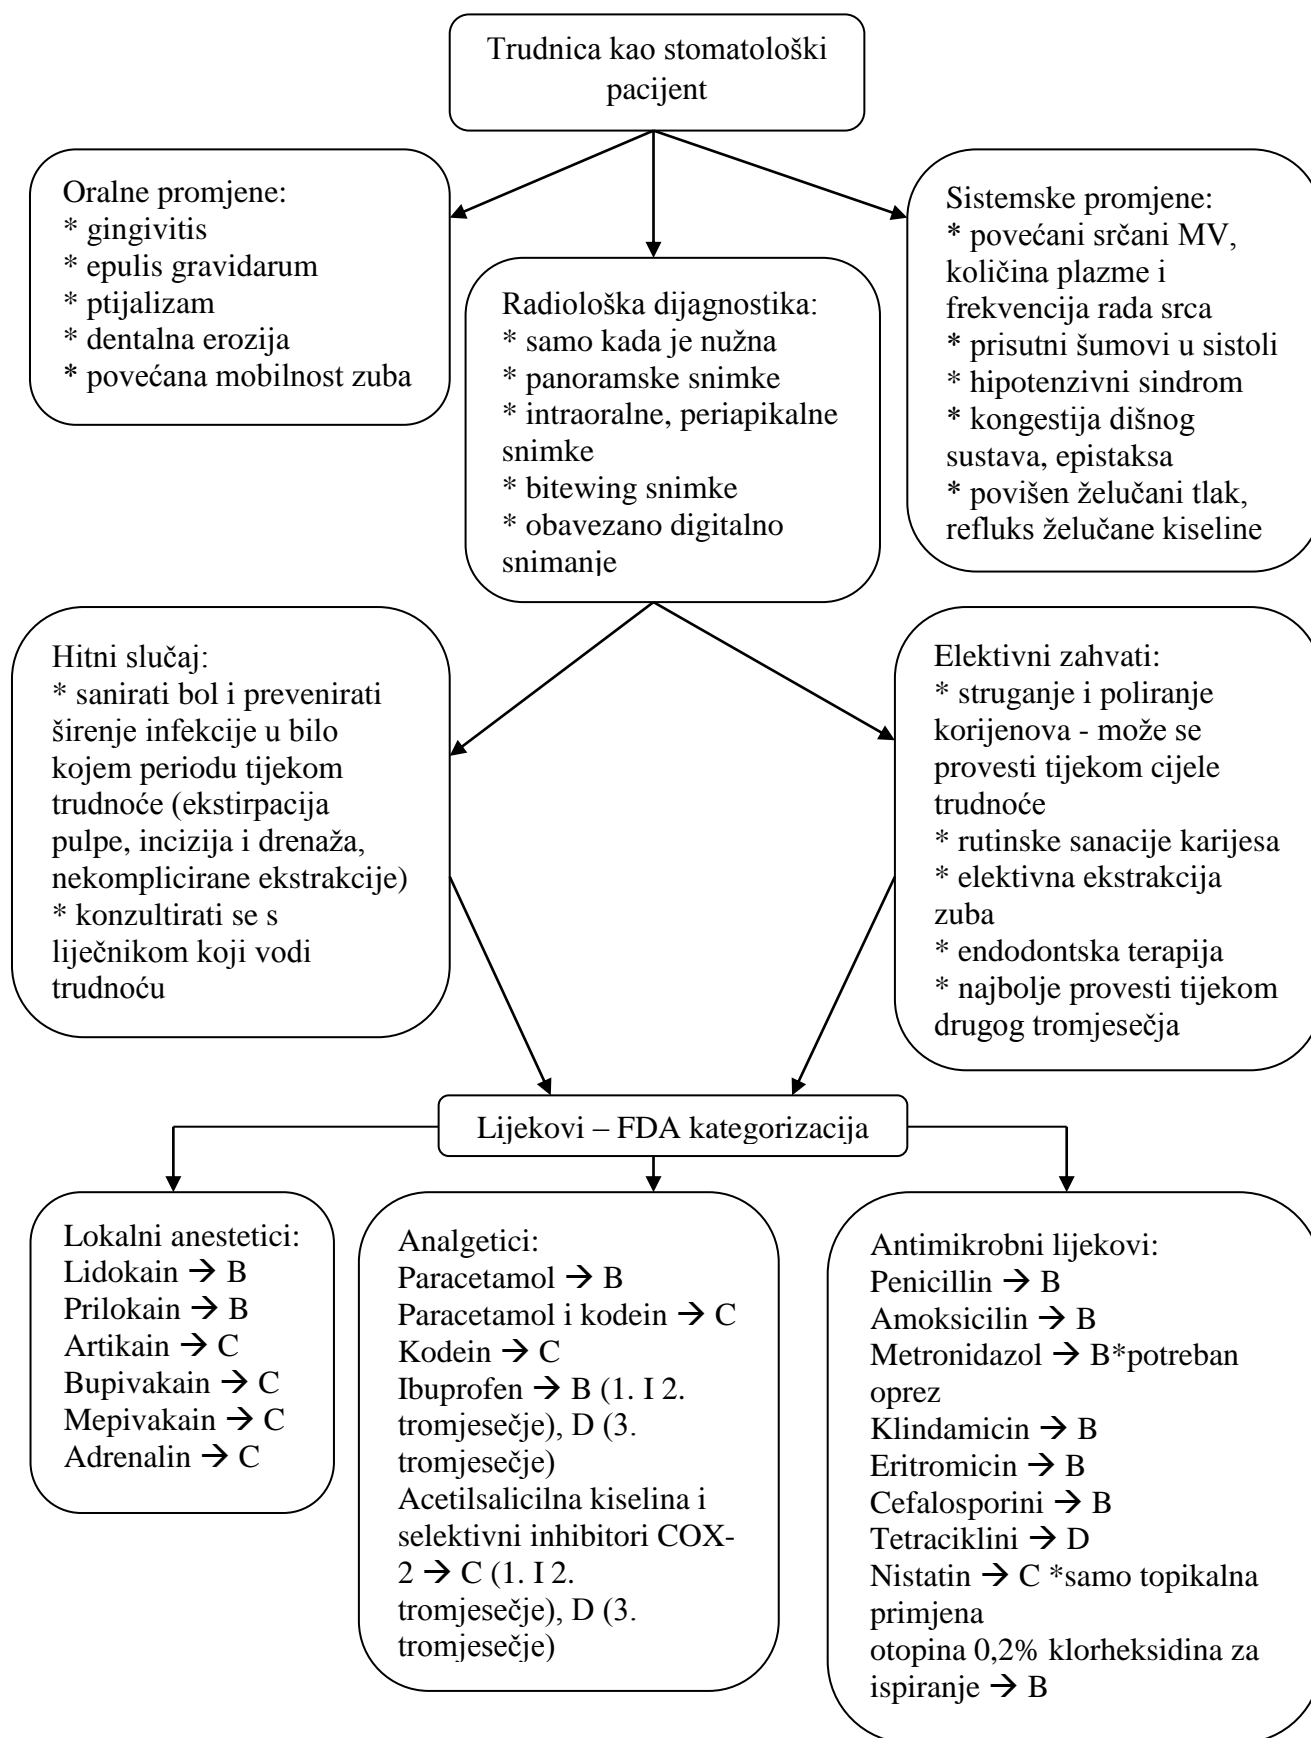 Trudnica kao stomatološki
pacijent
Oralne promjene:
* gingivitis
* epulis gravidarum
* ptijalizam
* dentalna erozija
* povećana mobilnost zuba
Radiološka dijagnostika:
* samo kada je nužna
* panoramske snimke
* intraoralne, periapikalne
snimke
* bitewing snimke
* obavezano digitalno
snimanje
Sistemske promjene:
* povećani srčani MV,
količina plazme i
frekvencija rada srca
* prisutni šumovi u sistoli
* hipotenzivni sindrom
* kongestija dišnog
sustava, epistaksa
* povišen želučani tlak,
refluks želučane kiseline
Hitni slučaj:
* sanirati bol i prevenirati
širenje infekcije u bilo
kojem periodu tijekom
trudnoće (ekstirpacija
pulpe, incizija i drenaža,
nekomplicirane ekstrakcije)
* konzultirati se s
liječnikom koji vodi
trudnoću
Elektivni zahvati:
* struganje i poliranje
korijenova - može se
provesti tijekom cijele
trudnoće
* rutinske sanacije karijesa
* elektivna ekstrakcija
zuba
* endodontska terapija
* najbolje provesti tijekom
drugog tromjesečja
Lijekovi – FDA kategorizacija
Lokalni anestetici:
Lidokain → B
Prilokain → B
Artikain → C
Bupivakain → C
Mepivakain → C
Adrenalin → C
Analgetici:
Paracetamol → B
Paracetamol i kodein → C
Kodein → C
Ibuprofen → B (1. I 2.
tromjesečje), D (3.
tromjesečje)
Acetilsalicilna kiselina i
selektivni inhibitori COX-
2 → C (1. I 2.
tromjesečje), D (3.
tromjesečje)
Antimikrobni lijekovi:
Penicillin → B
Amoksicilin → B
Metronidazol → B*potreban
oprez
Klindamicin → B
Eritromicin → B
Cefalosporini → B
Tetraciklini → D
Nistatin → C *samo topikalna
primjena
otopina 0,2% klorheksidina za
ispiranje → B